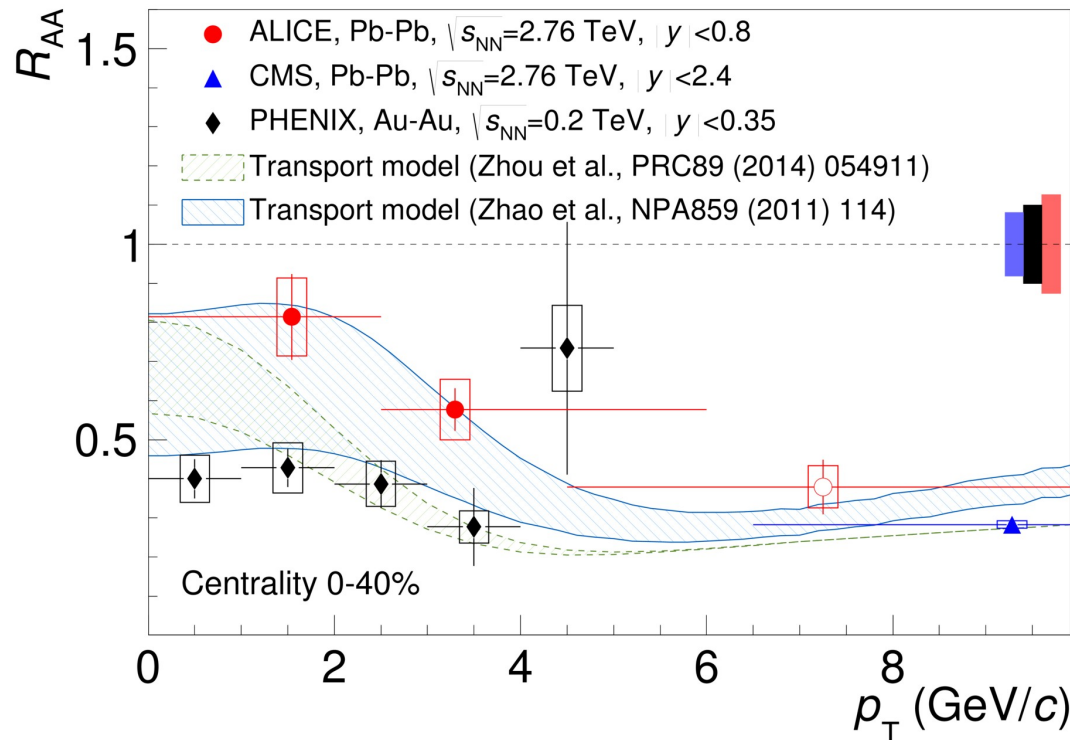 R_AA
1.5
1
0.5
ALICE, Pb-Pb, √s_NN=2.76 TeV, |y|<0.8
CMS, Pb-Pb, √s_NN=2.76 TeV, |y|<2.4
PHENIX, Au-Au, √s_NN=0.2 TeV, |y|<0.35
Transport model (Zhou et al., PRC89 (2014) 054911)
Transport model (Zhao et al., NPA859 (2011) 114)
Centrality 0-40%
0 2 4 6 8
p_T (GeV/c)